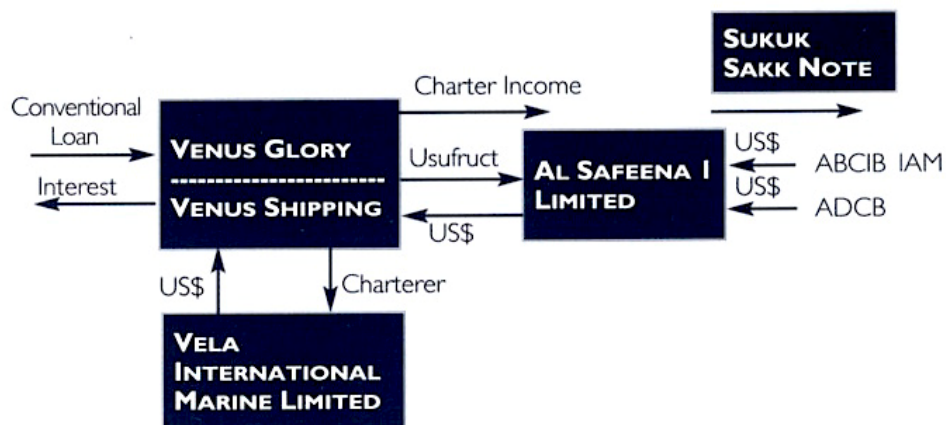 SUKUK
SAKK NOTE
Conventional
Loan
Charter Income
VENUS GLORY
Usufruct
AL SAFEENA I
LIMITED
US$
ABCIB IAM
Interest
VENUS SHIPPING
US$
ADCB
US$
US$
Charterer
VELA
INTERNATIONAL
MARINE LIMITED